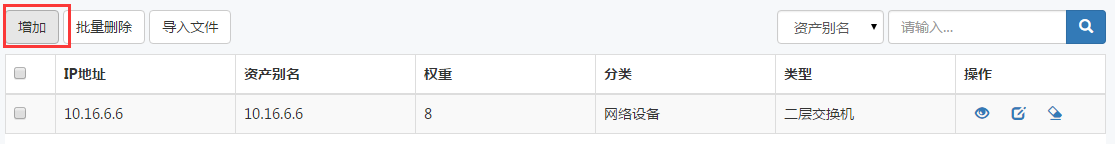 增加 批量删除 导入文件 资产别名 请输入...
IP地址 资产别名 权重 分类 类型 操作
10.16.6.6 10.16.6.6 8 网络设备 二层交换机